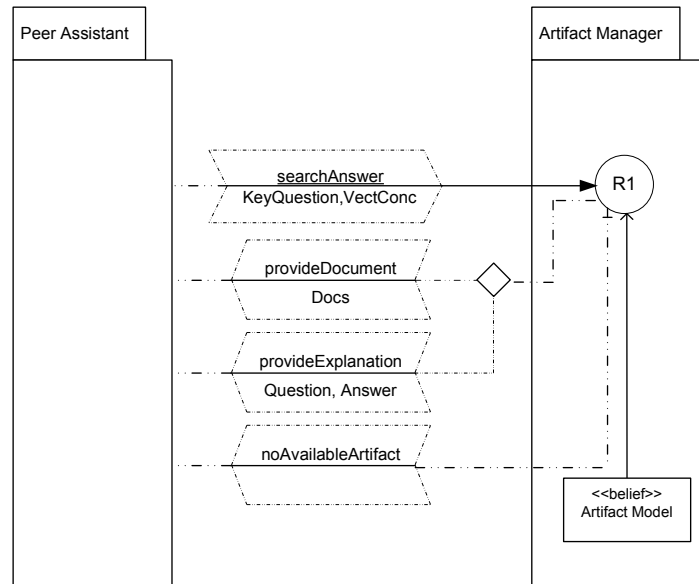 Peer Assistant
Artifact Manager
searchAnswer
KeyQuestion,VectConc
R1
provideDocument
Docs
provideExplanation
Question, Answer
noAvailableArtifact
<<belief>>
Artifact Model